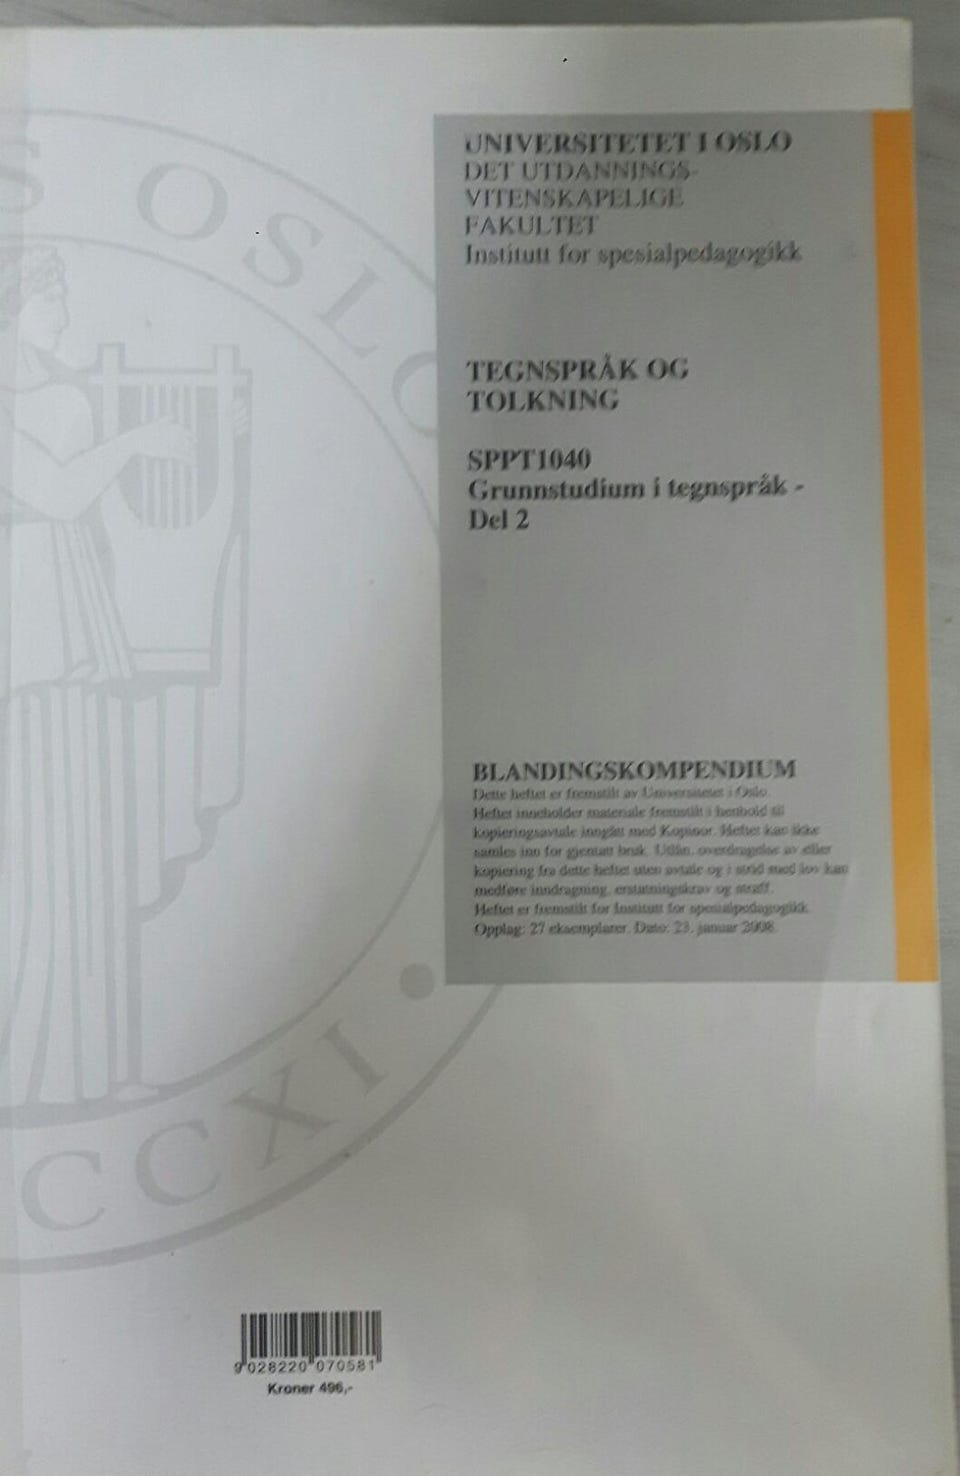 S OSLO
UNIVERSITETET I OSLO
DET UTDANNINGS-
VITENSKAPELIGE
FAKULTET
Institutt for spesialpedagogikk
TEGNSPRÅK OG
TOLKNING
SPPT1040
Grunnstudium i tegnspråk -
Del 2
BLANDINGSKOMPENDIUM
Dette heftet er fremstilt av Universitetet i Oslo.
Heftet inneholder materiale fremstilt i henhold til
kopieringsavtale inngått med Kopinor. Heftet kan ikke
samles inn for gjentatt bruk. Utlån, overdragelse av eller
kopiering fra dette heftet uten avtale og i strid med lov kan
medføre inndragning, erstatningskrav og straff.
Heftet er fremstilt for Institutt for spesialpedagogikk
Opplag: 27 eksemplarer. Dato: 23. januar 2008.
CCXI
9 028220 070581
Kroner 496,-